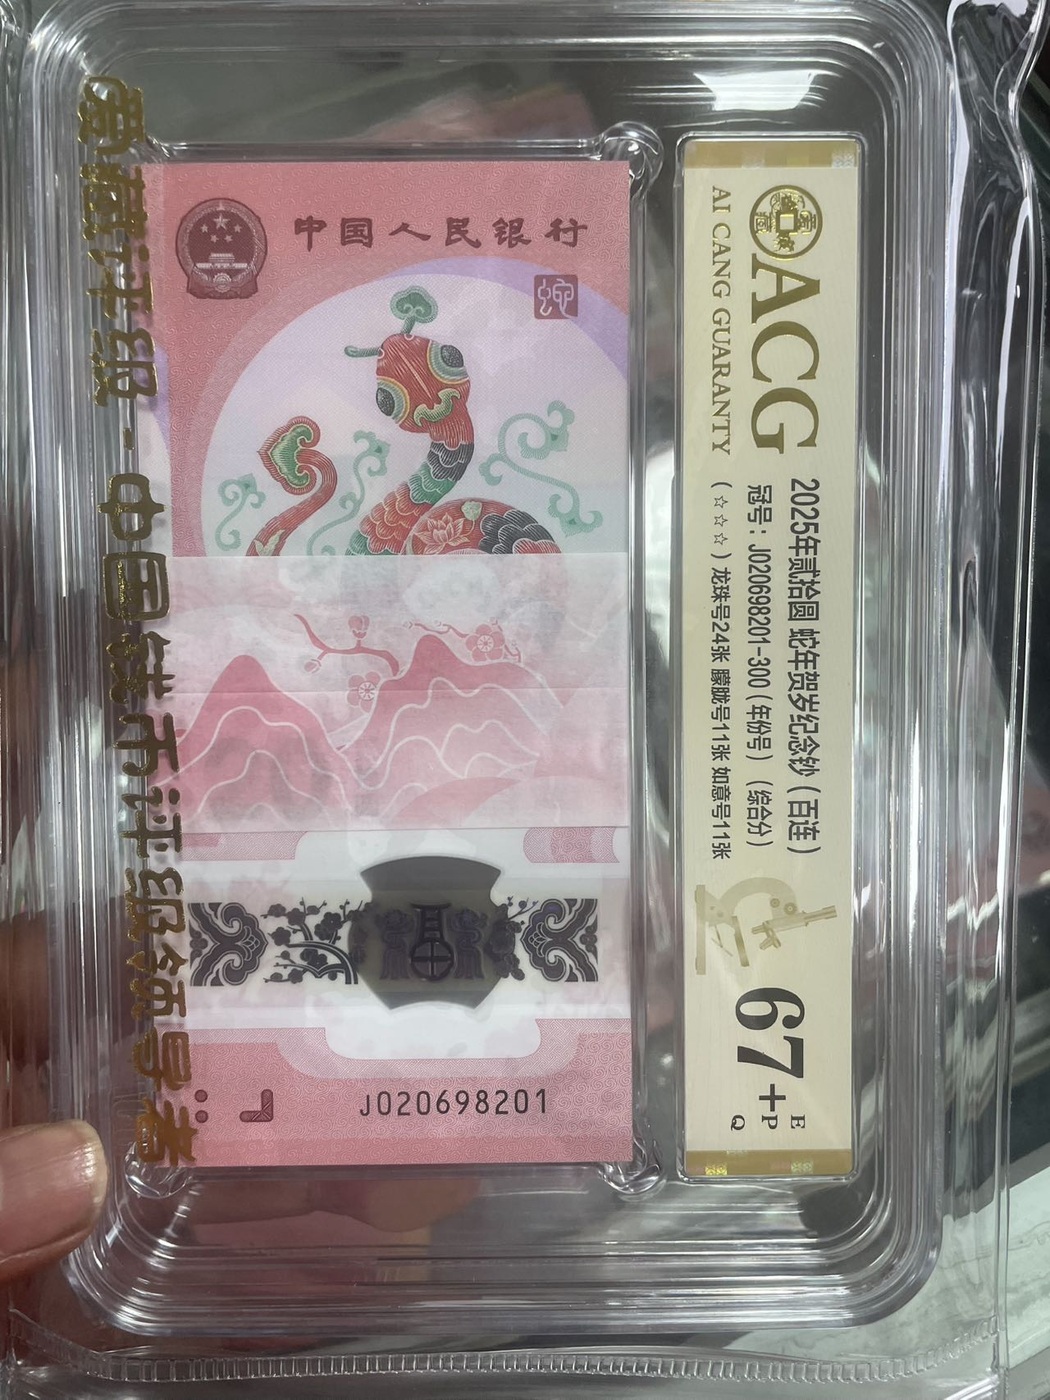 爱藏评级-中国钱币评级领导者
中国人民银行
J020698201
ACG
AI CANG GUARANTY
2025年贰拾圆 蛇年贺岁纪念钞（百连）
冠号：J020698201-300（年份号）（综合分）
（☆☆☆）龙珠号24张 朦胧号11张 如意号11张
67+
E
P
Q